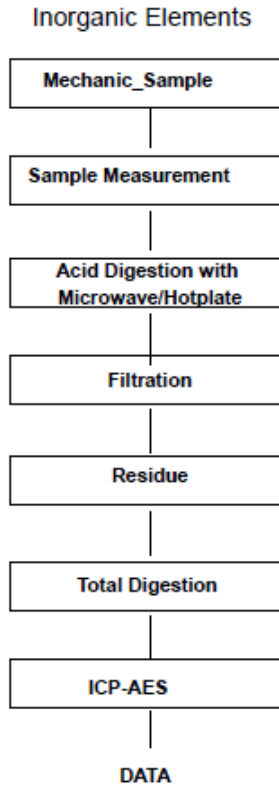 Inorganic Elements
Mechanic_Sample
Sample Measurement
Acid Digestion with
Microwave/Hotplate
Filtration
Residue
Total Digestion
ICP-AES
DATA